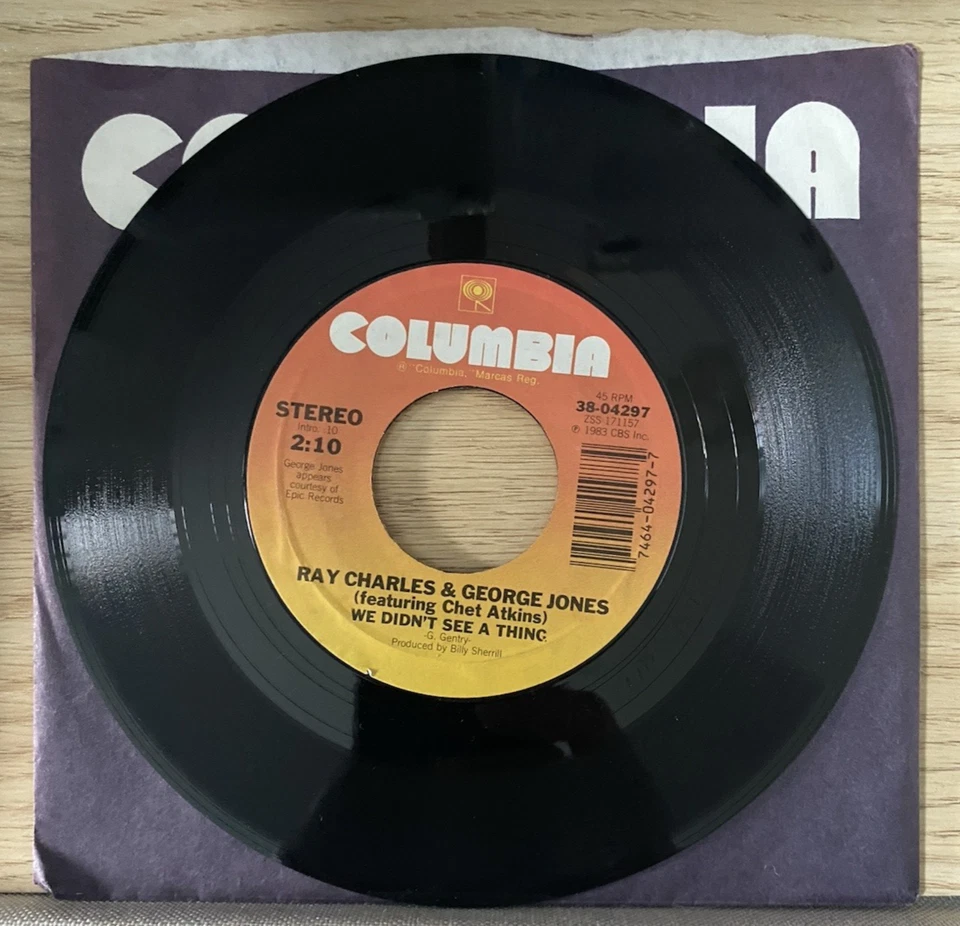 CO IA
COLUMBIA
® "Columbia, "Marcas Reg.
STEREO
Intro: :10
2:10
George Jones
appears
courtesy of
Epic Records
45 RPM
38-04297
ZSS 171157
℗ 1983 CBS Inc.
7464-04297-7
RAY CHARLES & GEORGE JONES
(featuring Chet Atkins)
WE DIDN'T SEE A THING
-G. Gentry-
Produced by Billy Sherrill